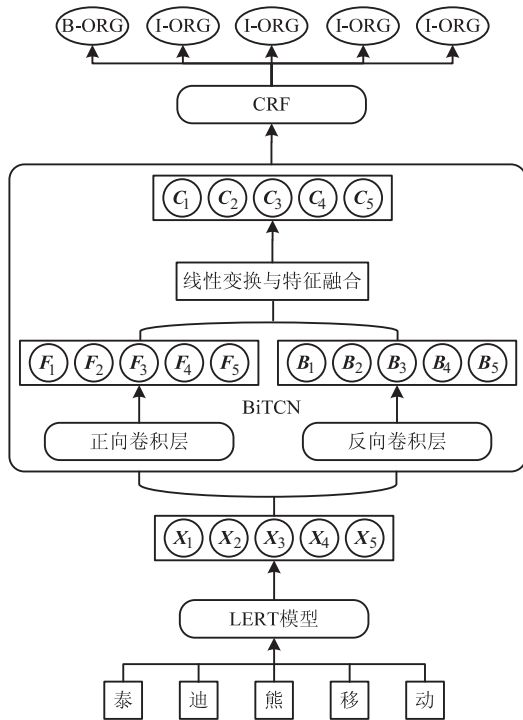 B-ORG I-ORG I-ORG I-ORG I-ORG
CRF
C1 C2 C3 C4 C5
线性变换与特征融合
F1 F2 F3 F4 F5 B1 B2 B3 B4 B5
BiTCN
正向卷积层 反向卷积层
X1 X2 X3 X4 X5
LERT模型
泰 迪 熊 移 动